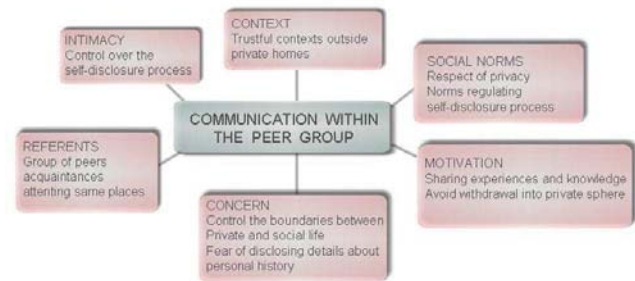 CONTEXT
Trustful contexts outside
private homes
INTIMACY
Control over the
self-disclosure process
SOCIAL NORMS
Respect of privacy
Norms regulating
self-disclosure process
COMMUNICATION WITHIN
THE PEER GROUP
REFERENTS
Group of peers
acquaintances
attenting same places
MOTIVATION
Sharing experiences and knowledge
Avoid withdrawal into private sphere
CONCERN
Control the boundaries between
Private and social life
Fear of disclosing details about
personal history